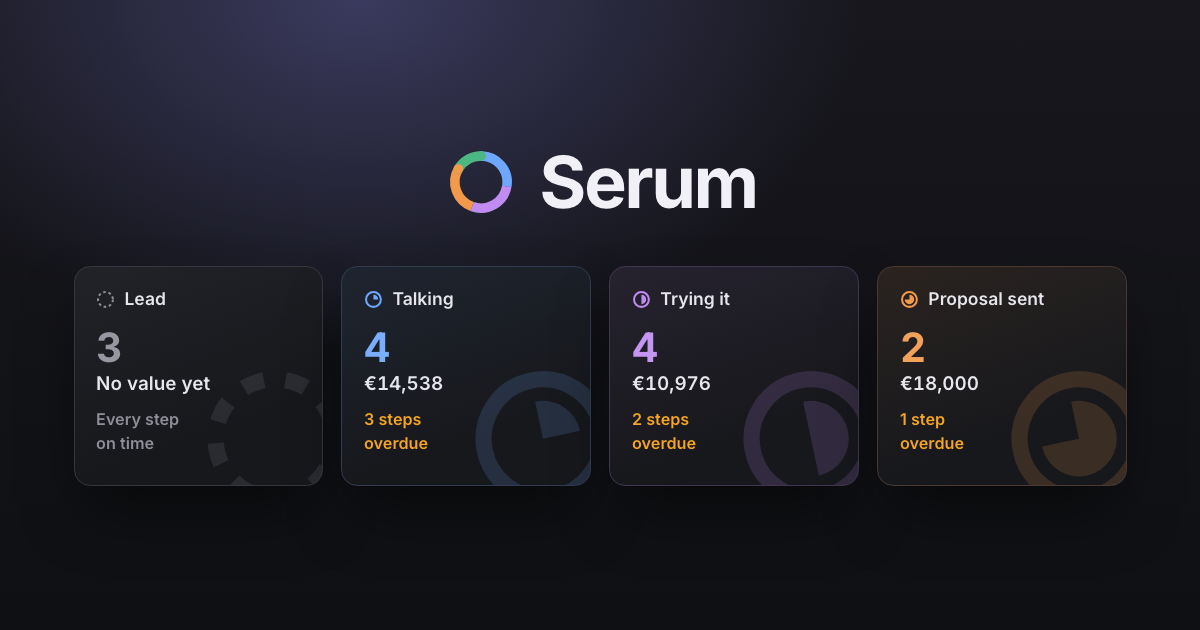 Serum
Lead
3
No value yet
Every step
on time
Talking
4
€14,538
3 steps
overdue
Trying it
4
€10,976
2 steps
overdue
Proposal sent
2
€18,000
1 step
overdue